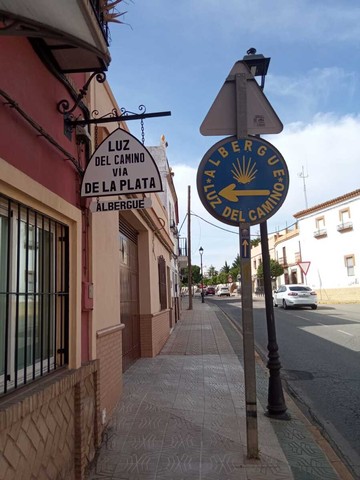 LUZ
DEL CAMINO
VIA
DE LA PLATA
ALBERGUE
ALBERGUE
LUZ DEL CAMINO